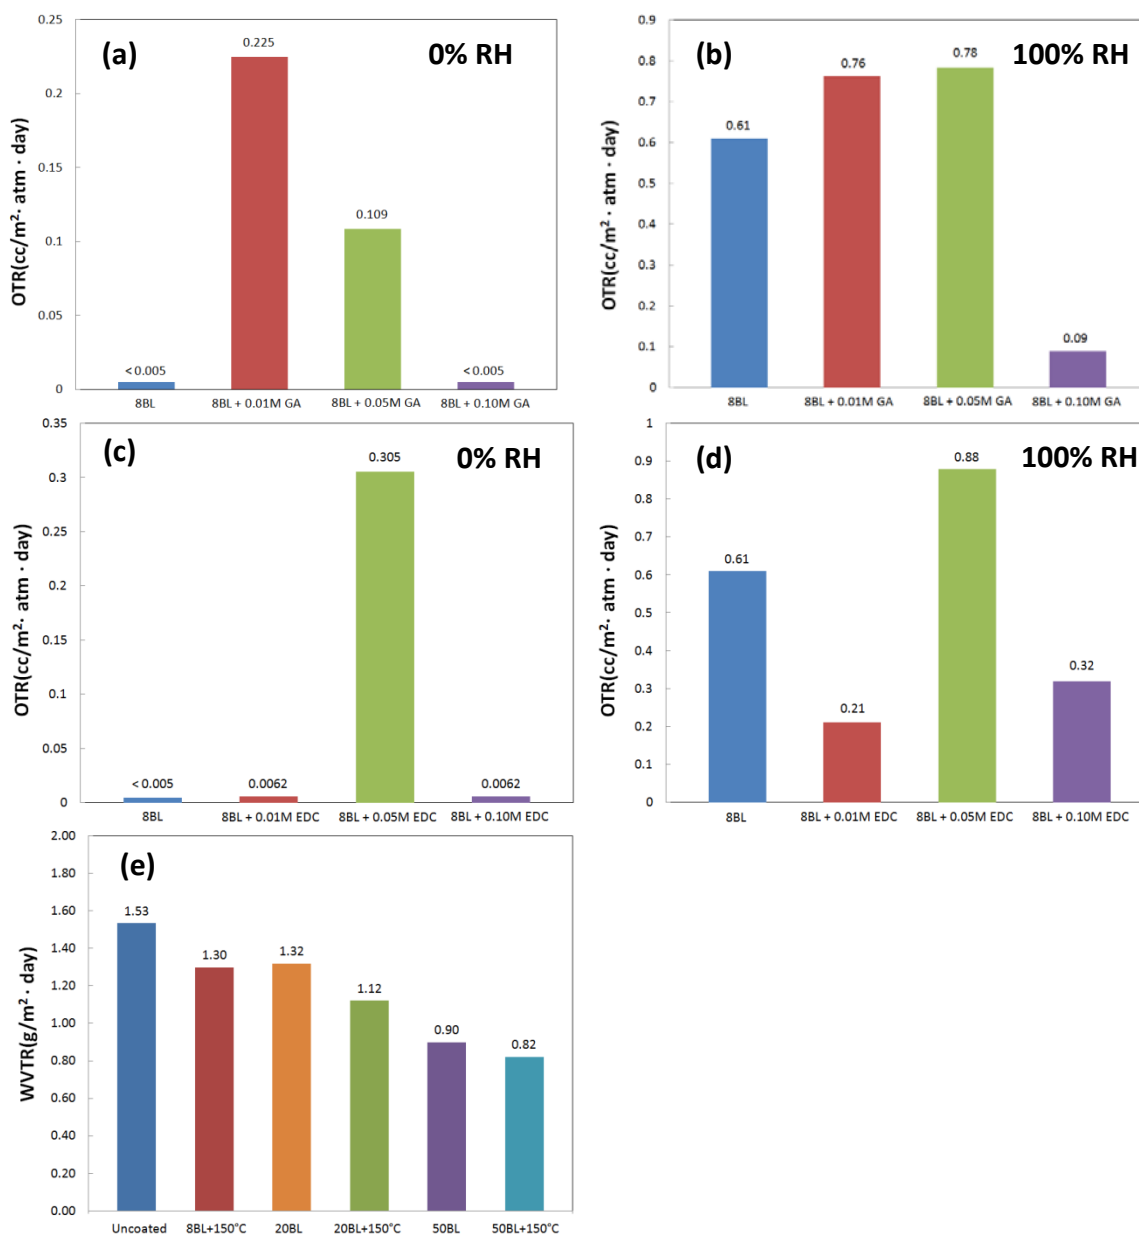 (a)
0% RH
OTR(cc/m²· atm · day)
0.25
0.2
0.15
0.1
0.05
0
<0.005
0.225
0.109
<0.005
8BL
8BL + 0.01M GA
8BL + 0.05M GA
8BL + 0.10M GA
(b)
100% RH
OTR(cc/m²· atm · day)
0.9
0.8
0.7
0.6
0.5
0.4
0.3
0.2
0.1
0
0.61
0.76
0.78
0.09
8BL
8BL + 0.01M GA
8BL + 0.05M GA
8BL + 0.10M GA
(c)
0% RH
OTR(cc/m²· atm · day)
0.35
0.3
0.25
0.2
0.15
0.1
0.05
0
<0.005
0.0062
0.305
0.0062
8BL
8BL + 0.01M EDC
8BL + 0.05M EDC
8BL + 0.10M EDC
(d)
100% RH
OTR(cc/m²· atm · day)
1
0.9
0.8
0.7
0.6
0.5
0.4
0.3
0.2
0.1
0
0.61
0.21
0.88
0.32
8BL
8BL + 0.01M EDC
8BL + 0.05M EDC
8BL + 0.10M EDC
(e)
WVTR(g/m² · day)
2.00
1.80
1.60
1.40
1.20
1.00
0.80
0.60
0.40
0.20
0.00
1.53
1.30
1.32
1.12
0.90
0.82
Uncoated
8BL+150°C
20BL
20BL+150°C
50BL
50BL+150°C